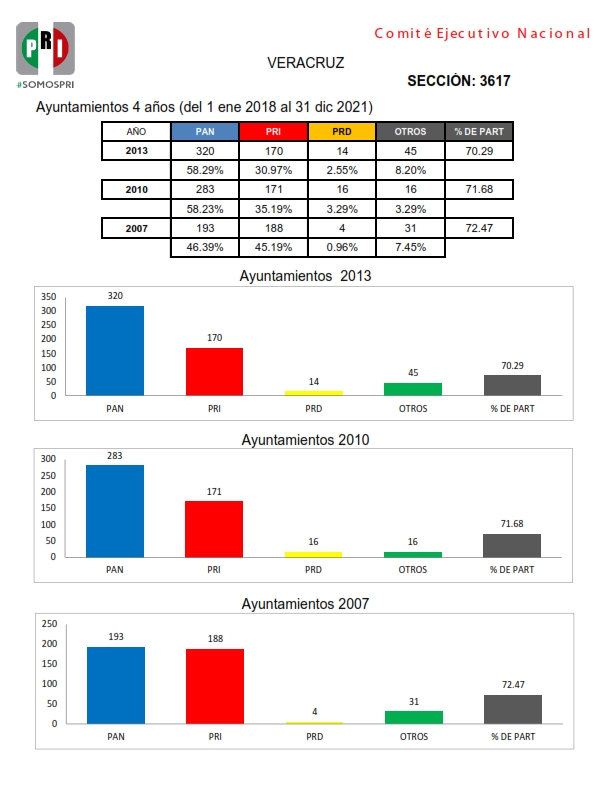 PRI
#SOMOSPRI
Comité Ejecutivo Nacional
VERACRUZ
SECCIÓN: 3617
Ayuntamientos 4 años (del 1 ene 2018 al 31 dic 2021)
AÑO PAN PRI PRD OTROS % DE PART
2013 320 170 14 45 70.29
58.29% 30.97% 2.55% 8.20%
2010 283 171 16 16 71.68
58.23% 35.19% 3.29% 3.29%
2007 193 188 4 31 72.47
46.39% 45.19% 0.96% 7.45%
Ayuntamientos 2013
350
300
250
200
150
100
50
0
320
170
14
45
70.29
PAN PRI PRD OTROS % DE PART
Ayuntamientos 2010
300
250
200
150
100
50
0
283
171
16
16
71.68
PAN PRI PRD OTROS % DE PART
Ayuntamientos 2007
250
200
150
100
50
0
193
188
4
31
72.47
PAN PRI PRD OTROS % DE PART